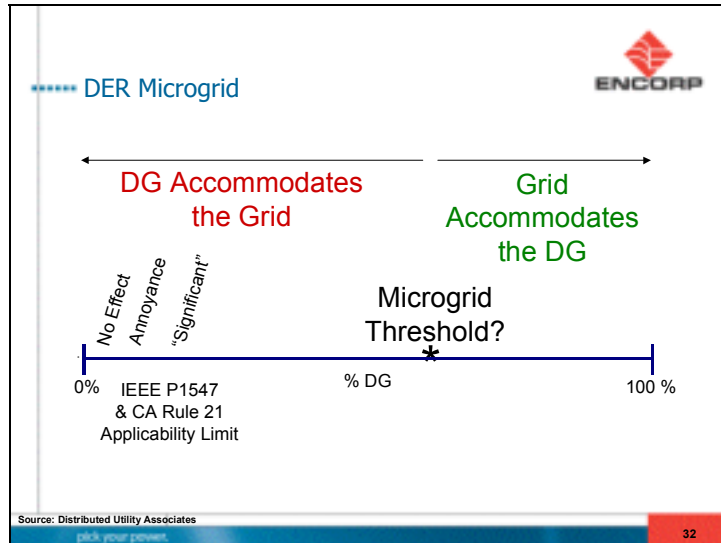 DER Microgrid
ENCORP
DG Accommodates
the Grid
Grid
Accommodates
the DG
No Effect
Annoyance
“Significant”
Microgrid
Threshold?
*
0%
% DG
100 %
IEEE P1547
& CA Rule 21
Applicability Limit
Source: Distributed Utility Associates
pick your power.
32